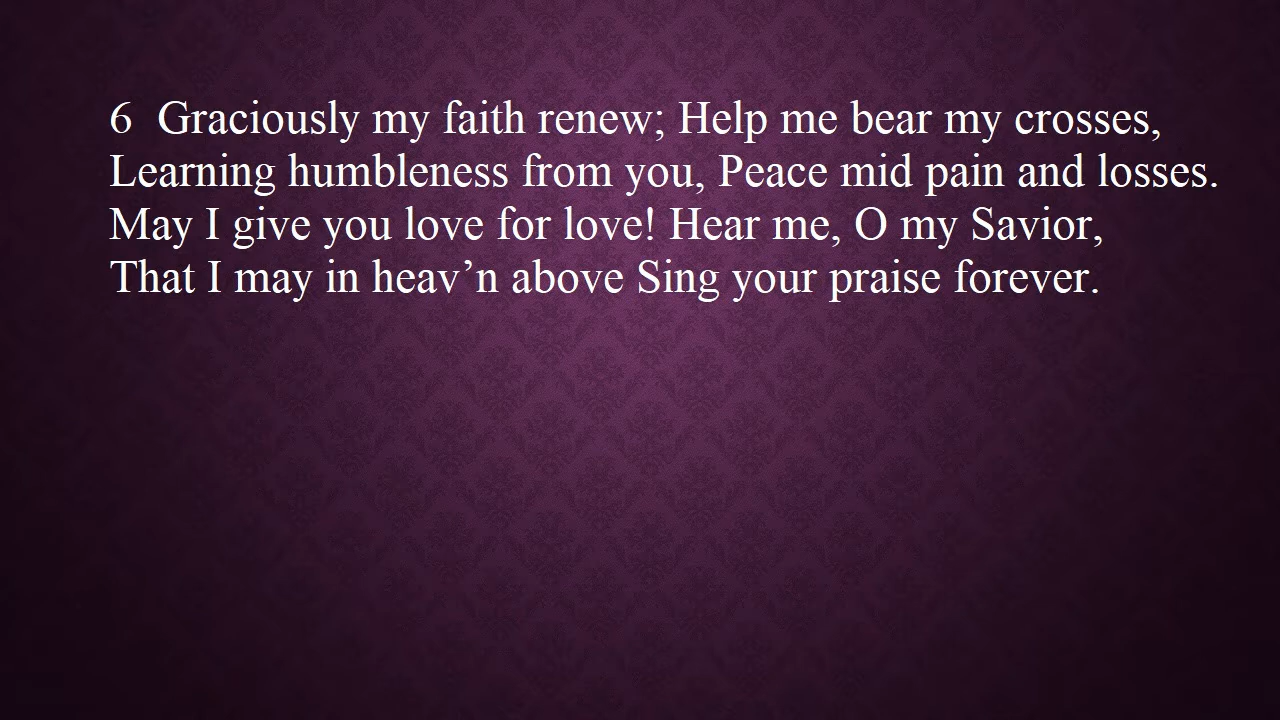 6  Graciously my faith renew; Help me bear my crosses,
Learning humbleness from you, Peace mid pain and losses.
May I give you love for love! Hear me, O my Savior,
That I may in heav’n above Sing your praise forever.